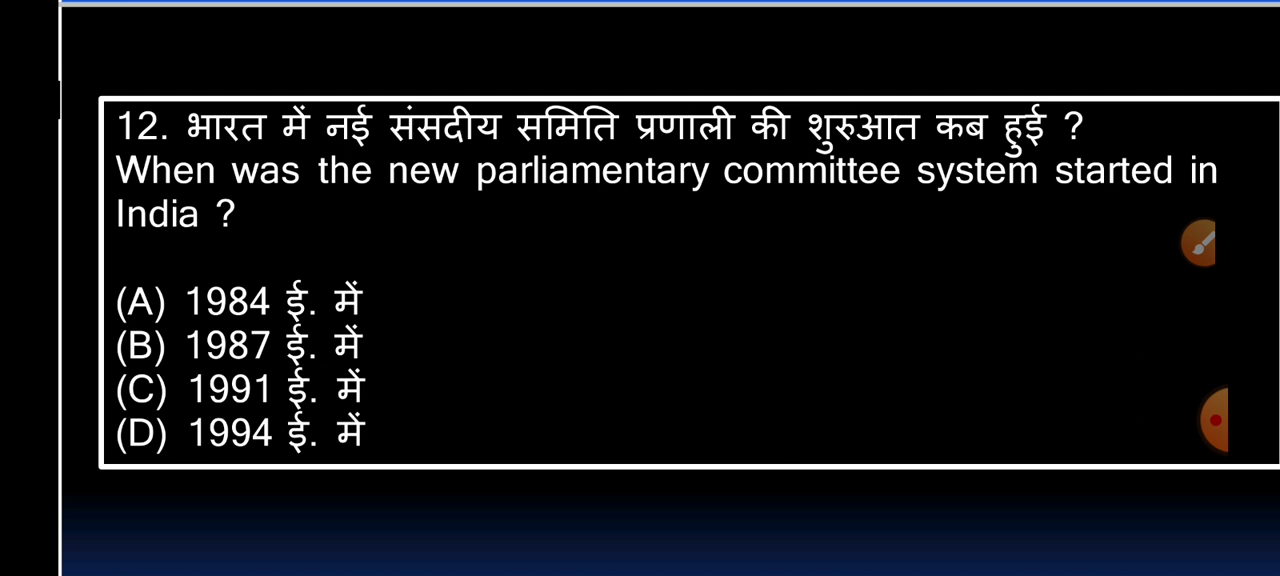 12. भारत में नई संसदीय समिति प्रणाली की शुरुआत कब हुई ?
When was the new parliamentary committee system started in
India ?
(A) 1984 ई. में
(B) 1987 ई. में
(C) 1991 ई. में
(D) 1994 ई. में